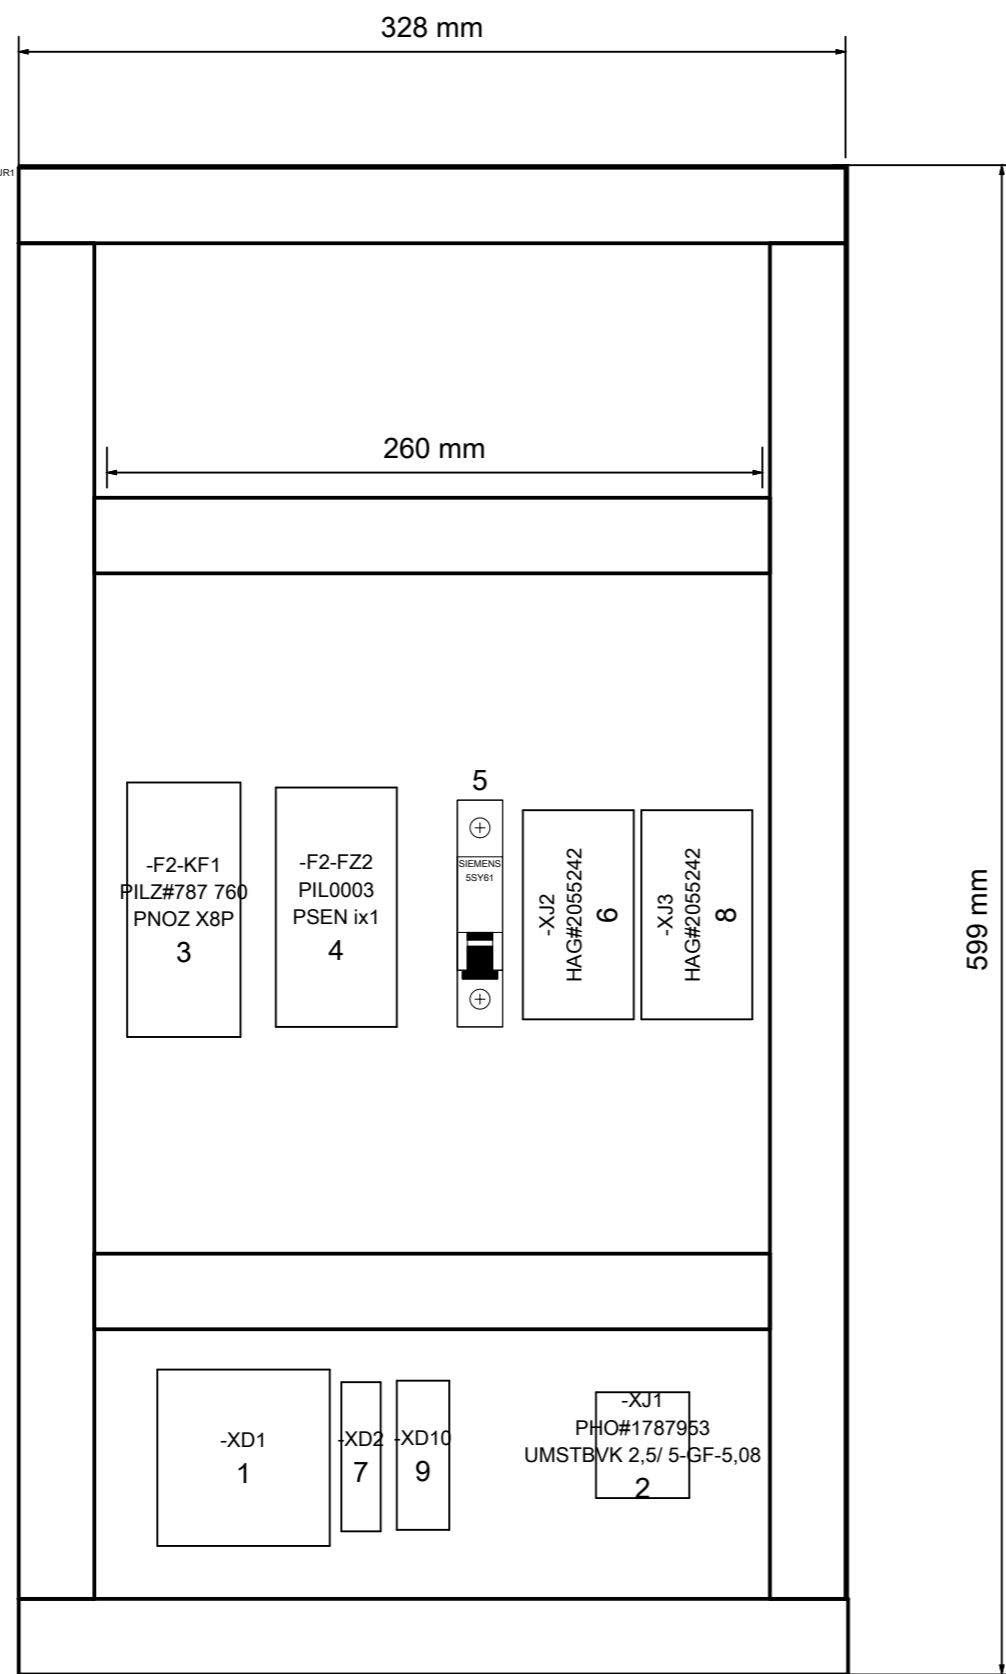 328 mm
UR1
260 mm
5
-F2-KF1
PILZ#787 760
PNOZ X8P
3
-F2-FZ2
PIL0003
PSEN ix1
4
SIEMENS
5SY61
-XJ2
HAG#2055242
6
-XJ3
HAG#2055242
8
599 mm
-XD1
1
-XD2
7
-XD10
9
-XJ1
PHO#1787953
UMSTBVK 2,5/ 5-GF-5,08
2